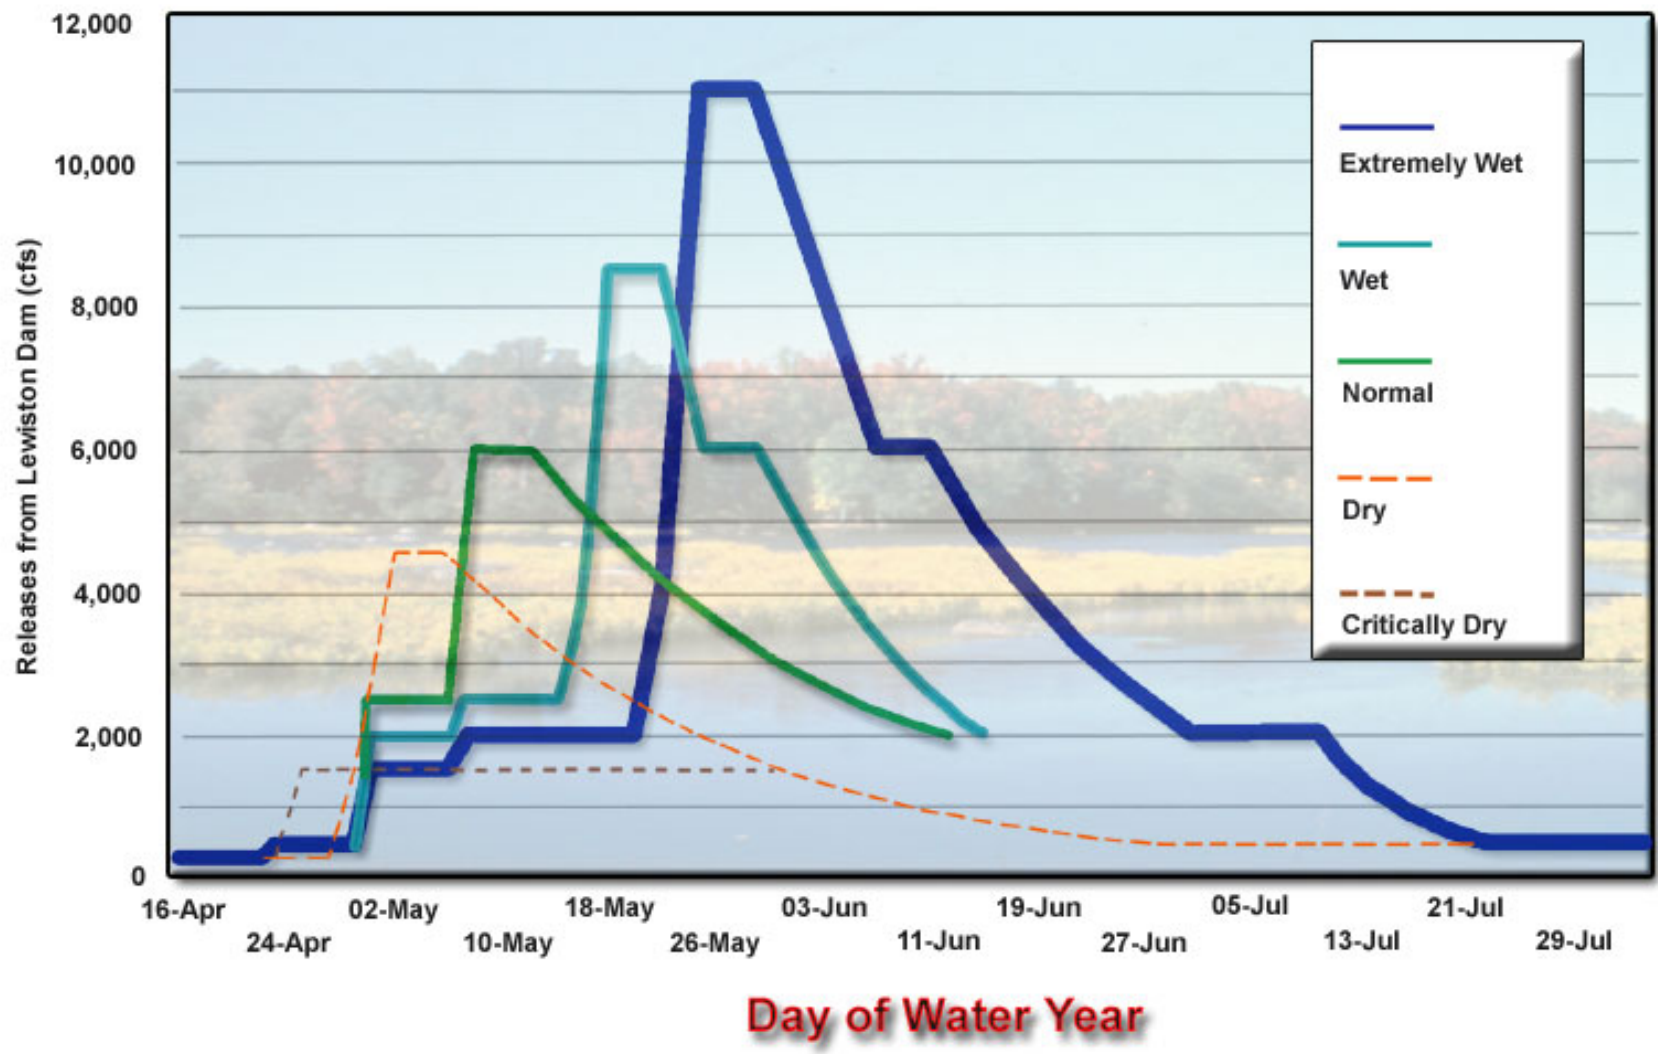 12,000
10,000
8,000
6,000
4,000
2,000
0
Releases from Lewiston Dam (cfs)
Extremely Wet
Wet
Normal
Dry
Critically Dry
16-Apr 02-May 18-May 03-Jun 19-Jun 05-Jul 21-Jul
24-Apr 10-May 26-May 11-Jun 27-Jun 13-Jul 29-Jul
Day of Water Year